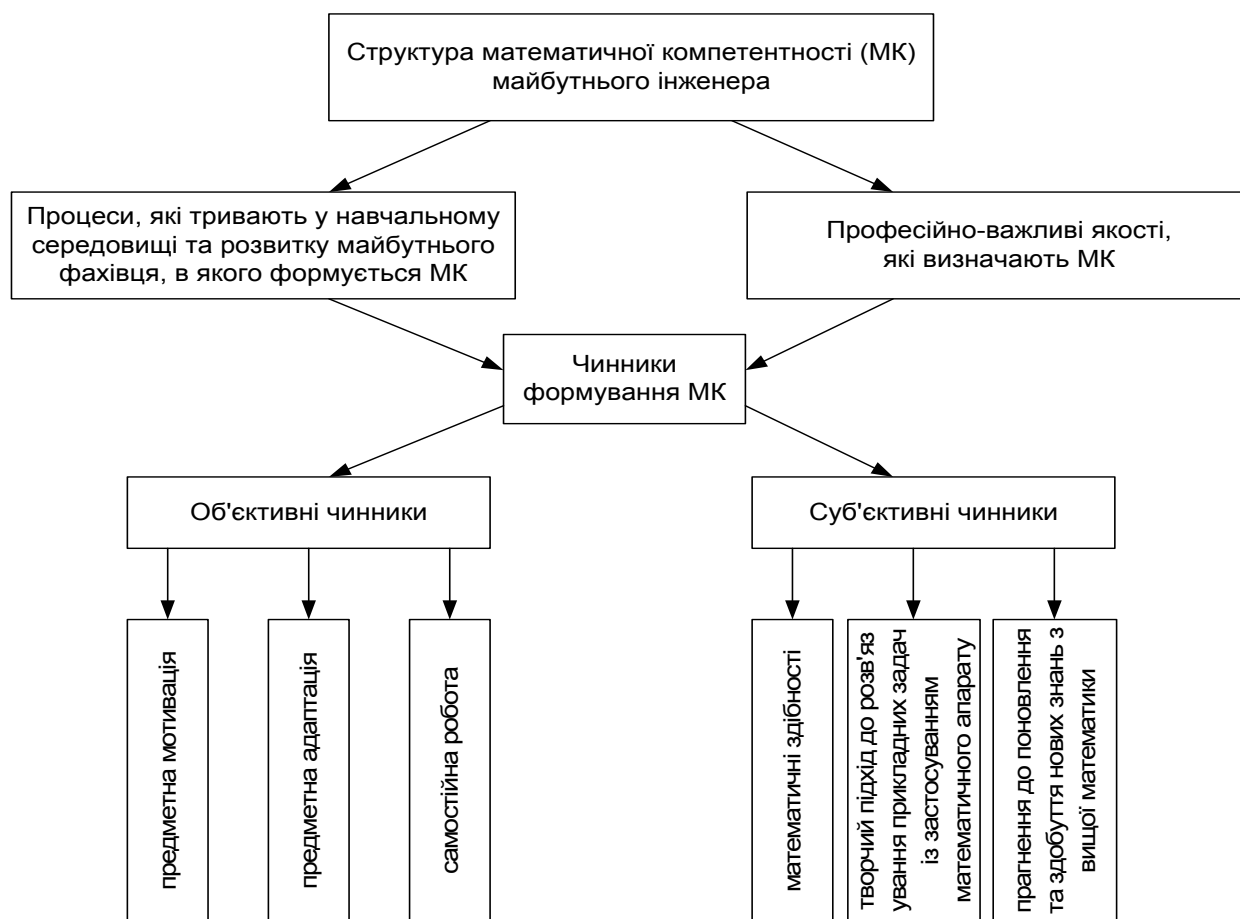 Структура математичної компетентності (МК)
майбутнього інженера
Процеси, які тривають у навчальному
середовищі та розвитку майбутнього
фахівця, в якого формується МК
Професійно-важливі якості,
які визначають МК
Чинники
формування МК
Об'єктивні чинники
Суб'єктивні чинники
предметна мотивація
предметна адаптація
самостійна робота
математичні здібності
творчий підхід до розв'яз
ування прикладних задач
із застосуванням
математичного апарату
прагнення до поновлення
та здобуття нових знань з
вищої математики